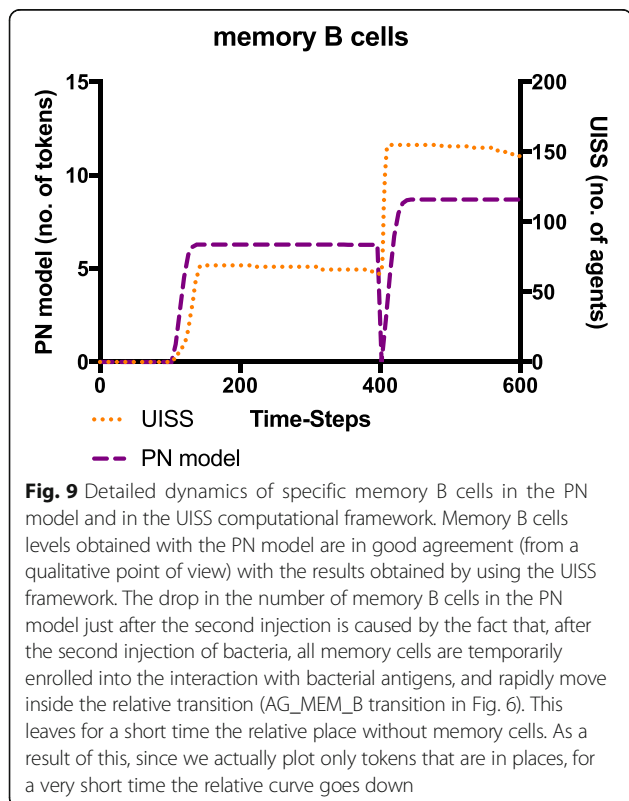 memory B cells
15
10
5
0
PN model (no. of tokens)
200
150
100
50
0
UISS (no. of agents)
0
200
400
600
Time-Steps
UISS
PN model
Fig. 9 Detailed dynamics of specific memory B cells in the PN
model and in the UISS computational framework. Memory B cells
levels obtained with the PN model are in good agreement (from a
qualitative point of view) with the results obtained by using the UISS
framework. The drop in the number of memory B cells in the PN
model just after the second injection is caused by the fact that, after
the second injection of bacteria, all memory cells are temporarily
enrolled into the interaction with bacterial antigens, and rapidly move
inside the relative transition (AG_MEM_B transition in Fig. 6). This
leaves for a short time the relative place without memory cells. As a
result of this, since we actually plot only tokens that are in places, for
a very short time the relative curve goes down